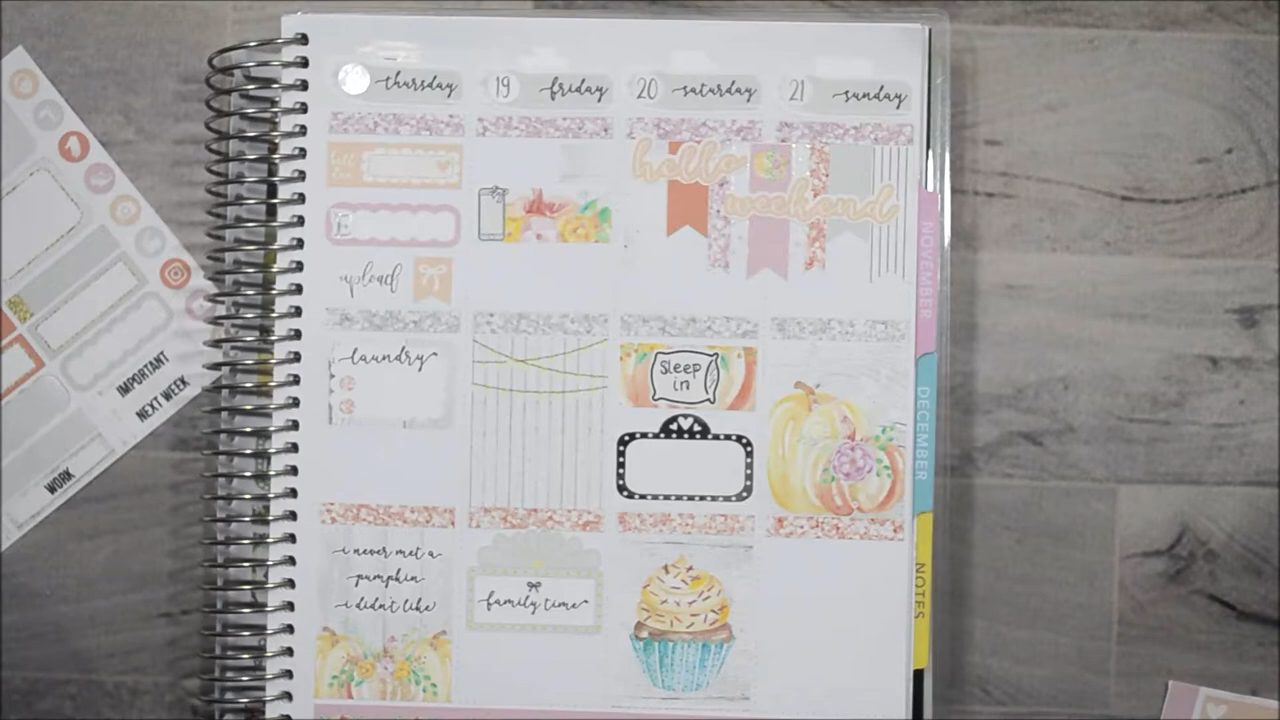 thursday
19 friday
20 saturday
21 sunday
hello
weekend
upload
laundry
Sleep
in
i never met a
pumpkin
i didn't like
family time
IMPORTANT
NEXT WEEK
WORK
NOVEMBER
DECEMBER
NOTES